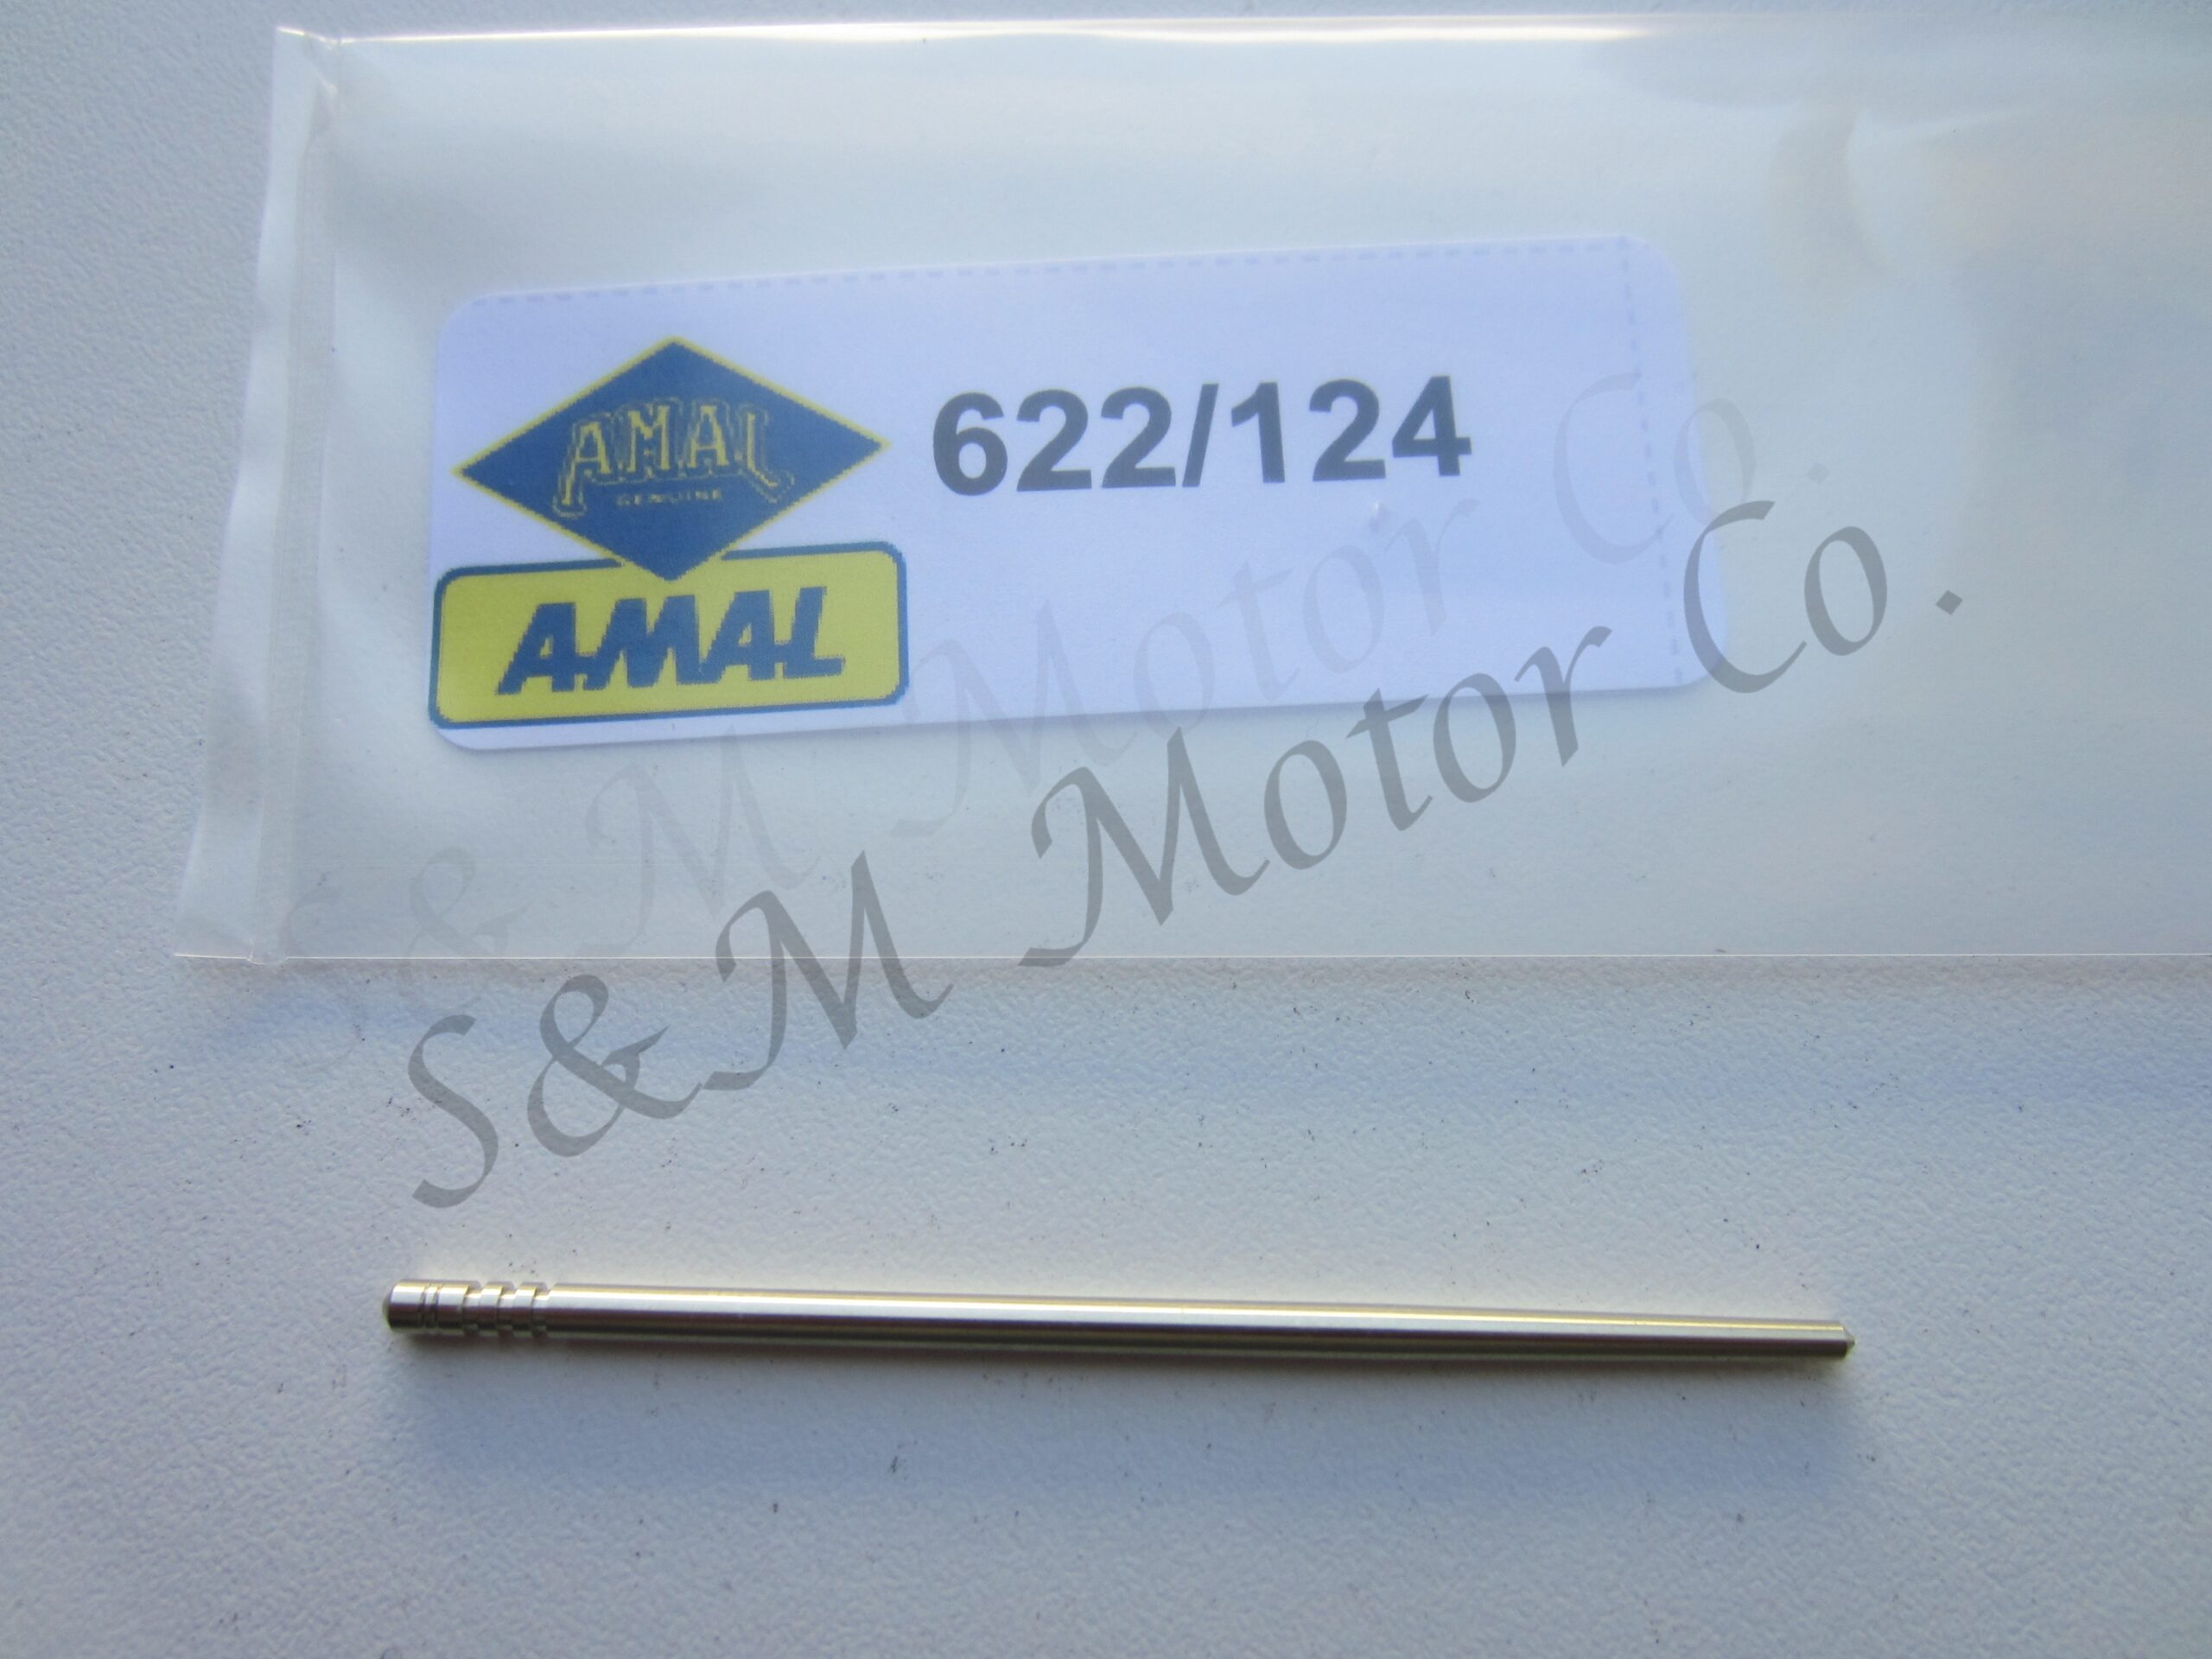 AMAL
GENUINE
622/124
AMAL
S&M Motor Co.
S&M Motor Co.